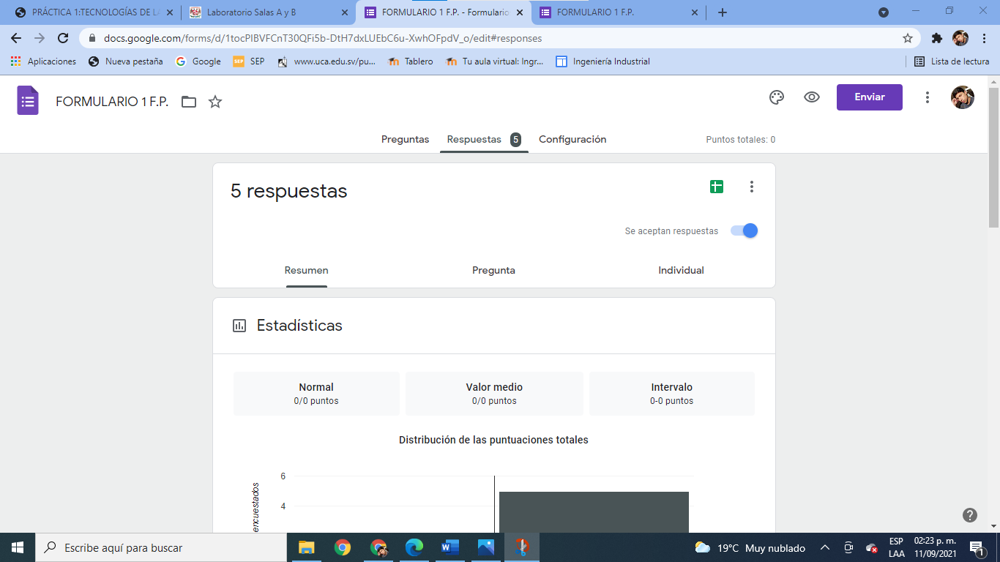 PRÁCTICA 1:TECNOLOGÍAS DE LA
Laboratorio Salas A y B
FORMULARIO 1 F.P. - Formulario
FORMULARIO 1 F.P.
docs.google.com/forms/d/1tocPIBVFCnT30QFi5b-DtH7dxLUEbC6u-XwhOFpdV_o/edit#responses
Aplicaciones
Nueva pestaña
Google
SEP SEP
www.uca.edu.sv/pu...
Tablero
Tu aula virtual: Ingr...
Ingeniería Industrial
Lista de lectura
FORMULARIO 1 F.P.
Enviar
Preguntas Respuestas 5 Configuración
Puntos totales: 0
5 respuestas
Se aceptan respuestas
Resumen Pregunta Individual
Estadísticas
Normal
0/0 puntos
Valor medio
0/0 puntos
Intervalo
0-0 puntos
Distribución de las puntuaciones totales
6
4
encuestados
Escribe aquí para buscar
19°C Muy nublado
ESP
LAA
02:23 p. m.
11/09/2021
1